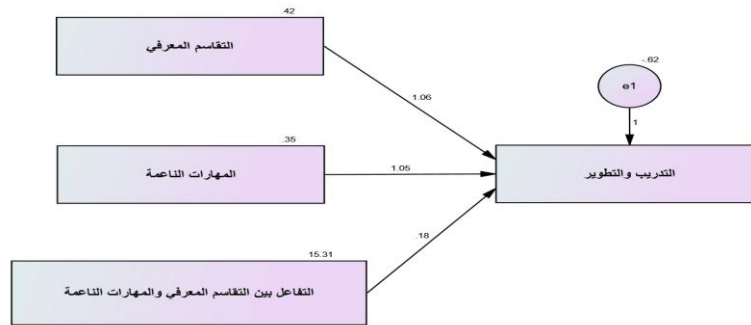 .42
التقاسم المعرفي
-.62
e1
1.06
1
.35
المهارات الناعمة
1.05
التدريب والتطوير
.18
15.31
التفاعل بين التقاسم المعرفي والمهارات الناعمة